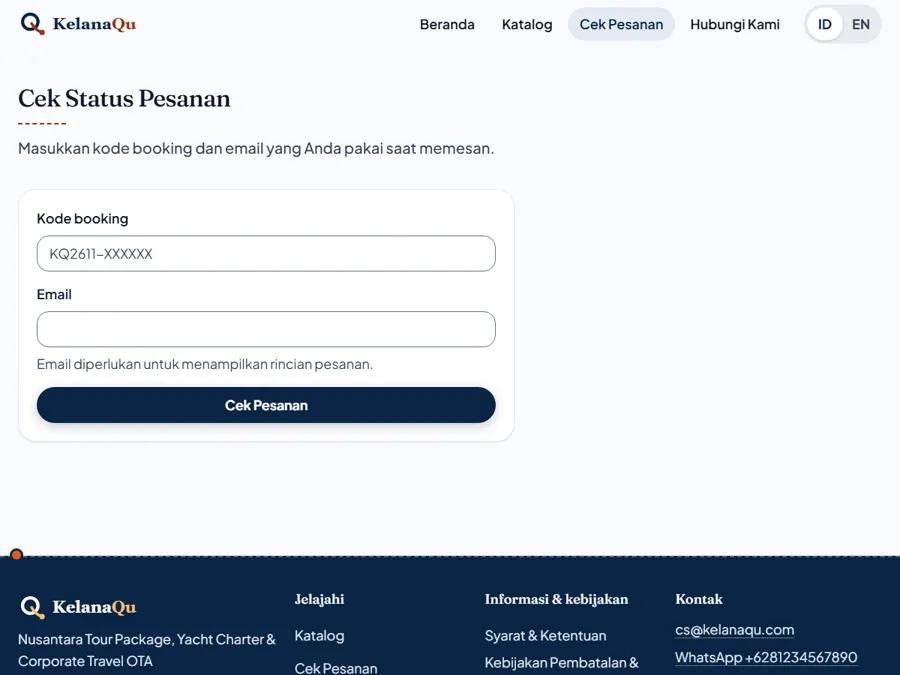 KelanaQu
Beranda
Katalog
Cek Pesanan
Hubungi Kami
ID
EN
Cek Status Pesanan
Masukkan kode booking dan email yang Anda pakai saat memesan.
Kode booking
KQ2611-XXXXXX
Email
Email diperlukan untuk menampilkan rincian pesanan.
Cek Pesanan
KelanaQu
Nusantara Tour Package, Yacht Charter &
Corporate Travel OTA
Jelajahi
Katalog
Cek Pesanan
Informasi & kebijakan
Syarat & Ketentuan
Kebijakan Pembatalan &
Kontak
cs@kelanaqu.com
WhatsApp +6281234567890